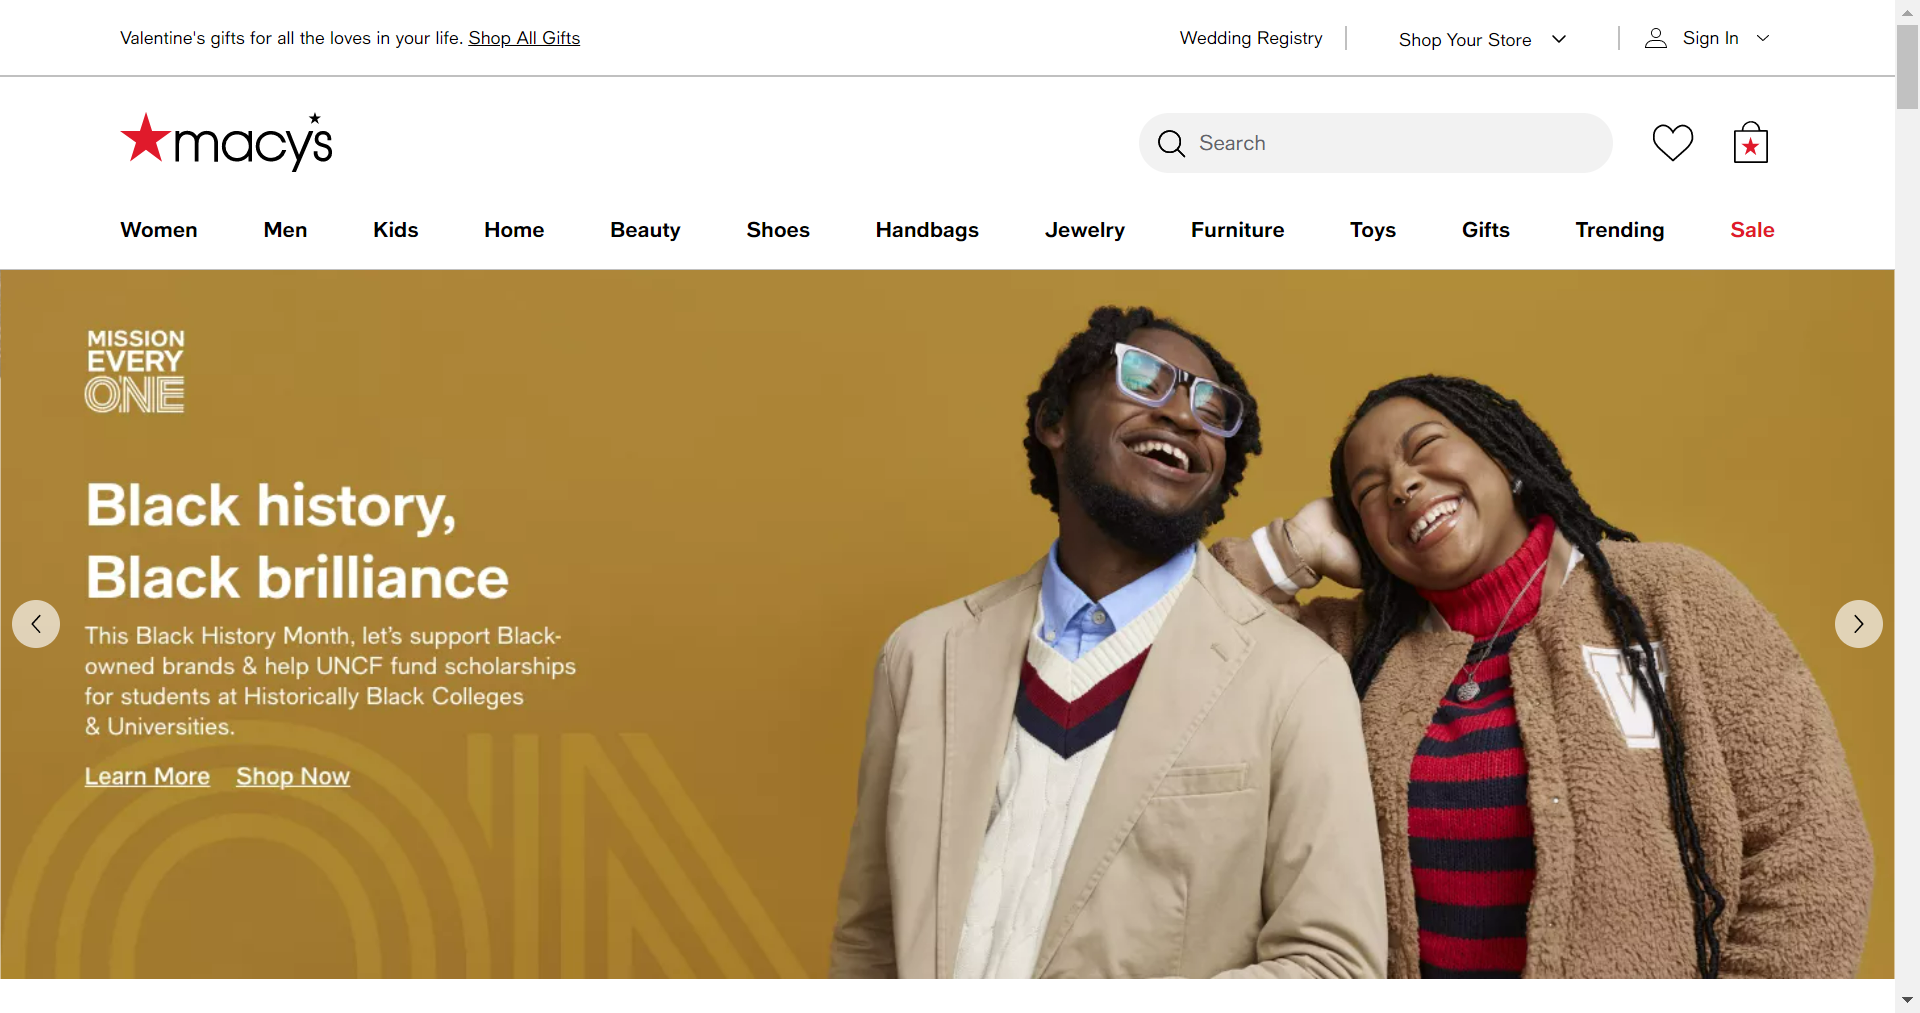 Valentine's gifts for all the loves in your life. Shop All Gifts
Wedding Registry
Shop Your Store
Sign In
macy's
Search
Women
Men
Kids
Home
Beauty
Shoes
Handbags
Jewelry
Furniture
Toys
Gifts
Trending
Sale
MISSION
EVERY
ONE
Black history,
Black brilliance
This Black History Month, let's support Black-
owned brands & help UNCF fund scholarships
for students at Historically Black Colleges
& Universities.
Learn More
Shop Now
W